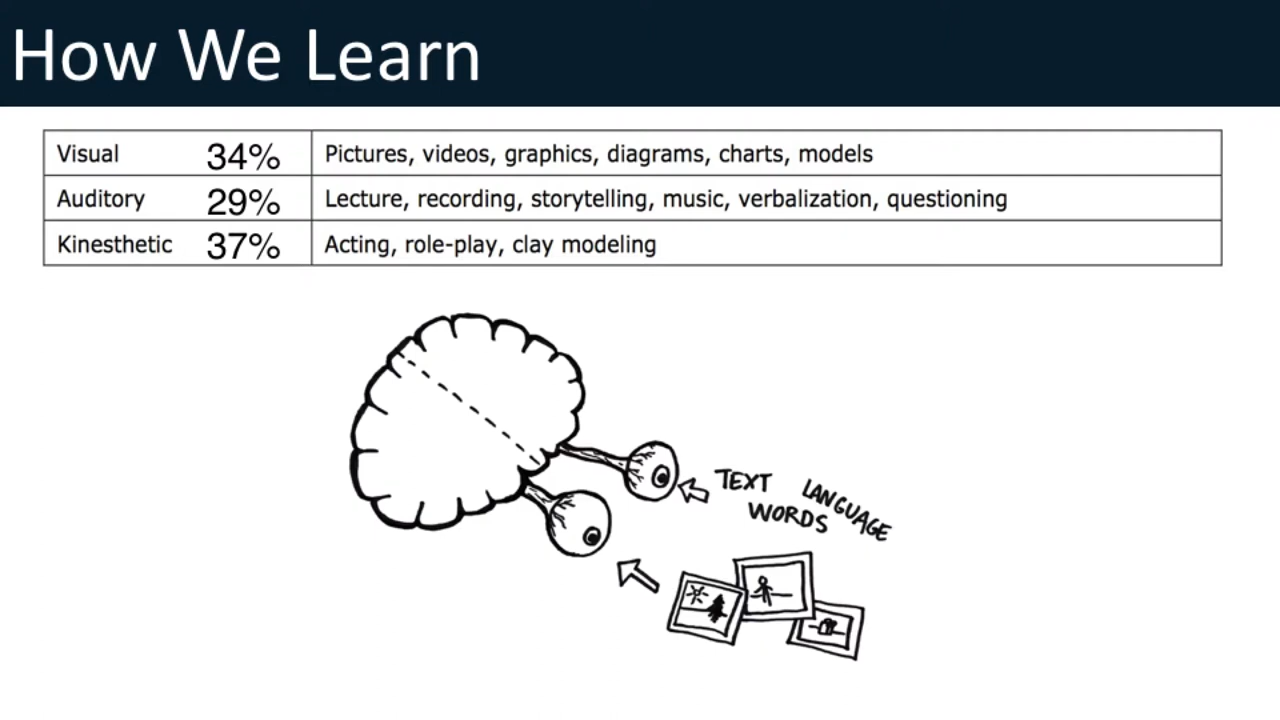 How We Learn
Visual 34% Pictures, videos, graphics, diagrams, charts, models
Auditory 29% Lecture, recording, storytelling, music, verbalization, questioning
Kinesthetic 37% Acting, role-play, clay modeling
TEXT LANGUAGE
WORDS